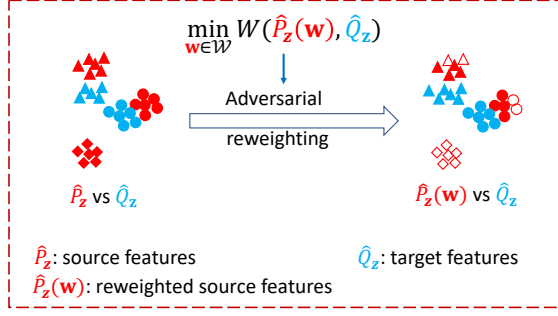 min W(P̂z(w), Q̂z)
w∈𝒲
Adversarial
reweighting
P̂z vs Q̂z
P̂z(w) vs Q̂z
P̂z: source features
Q̂z: target features
P̂z(w): reweighted source features